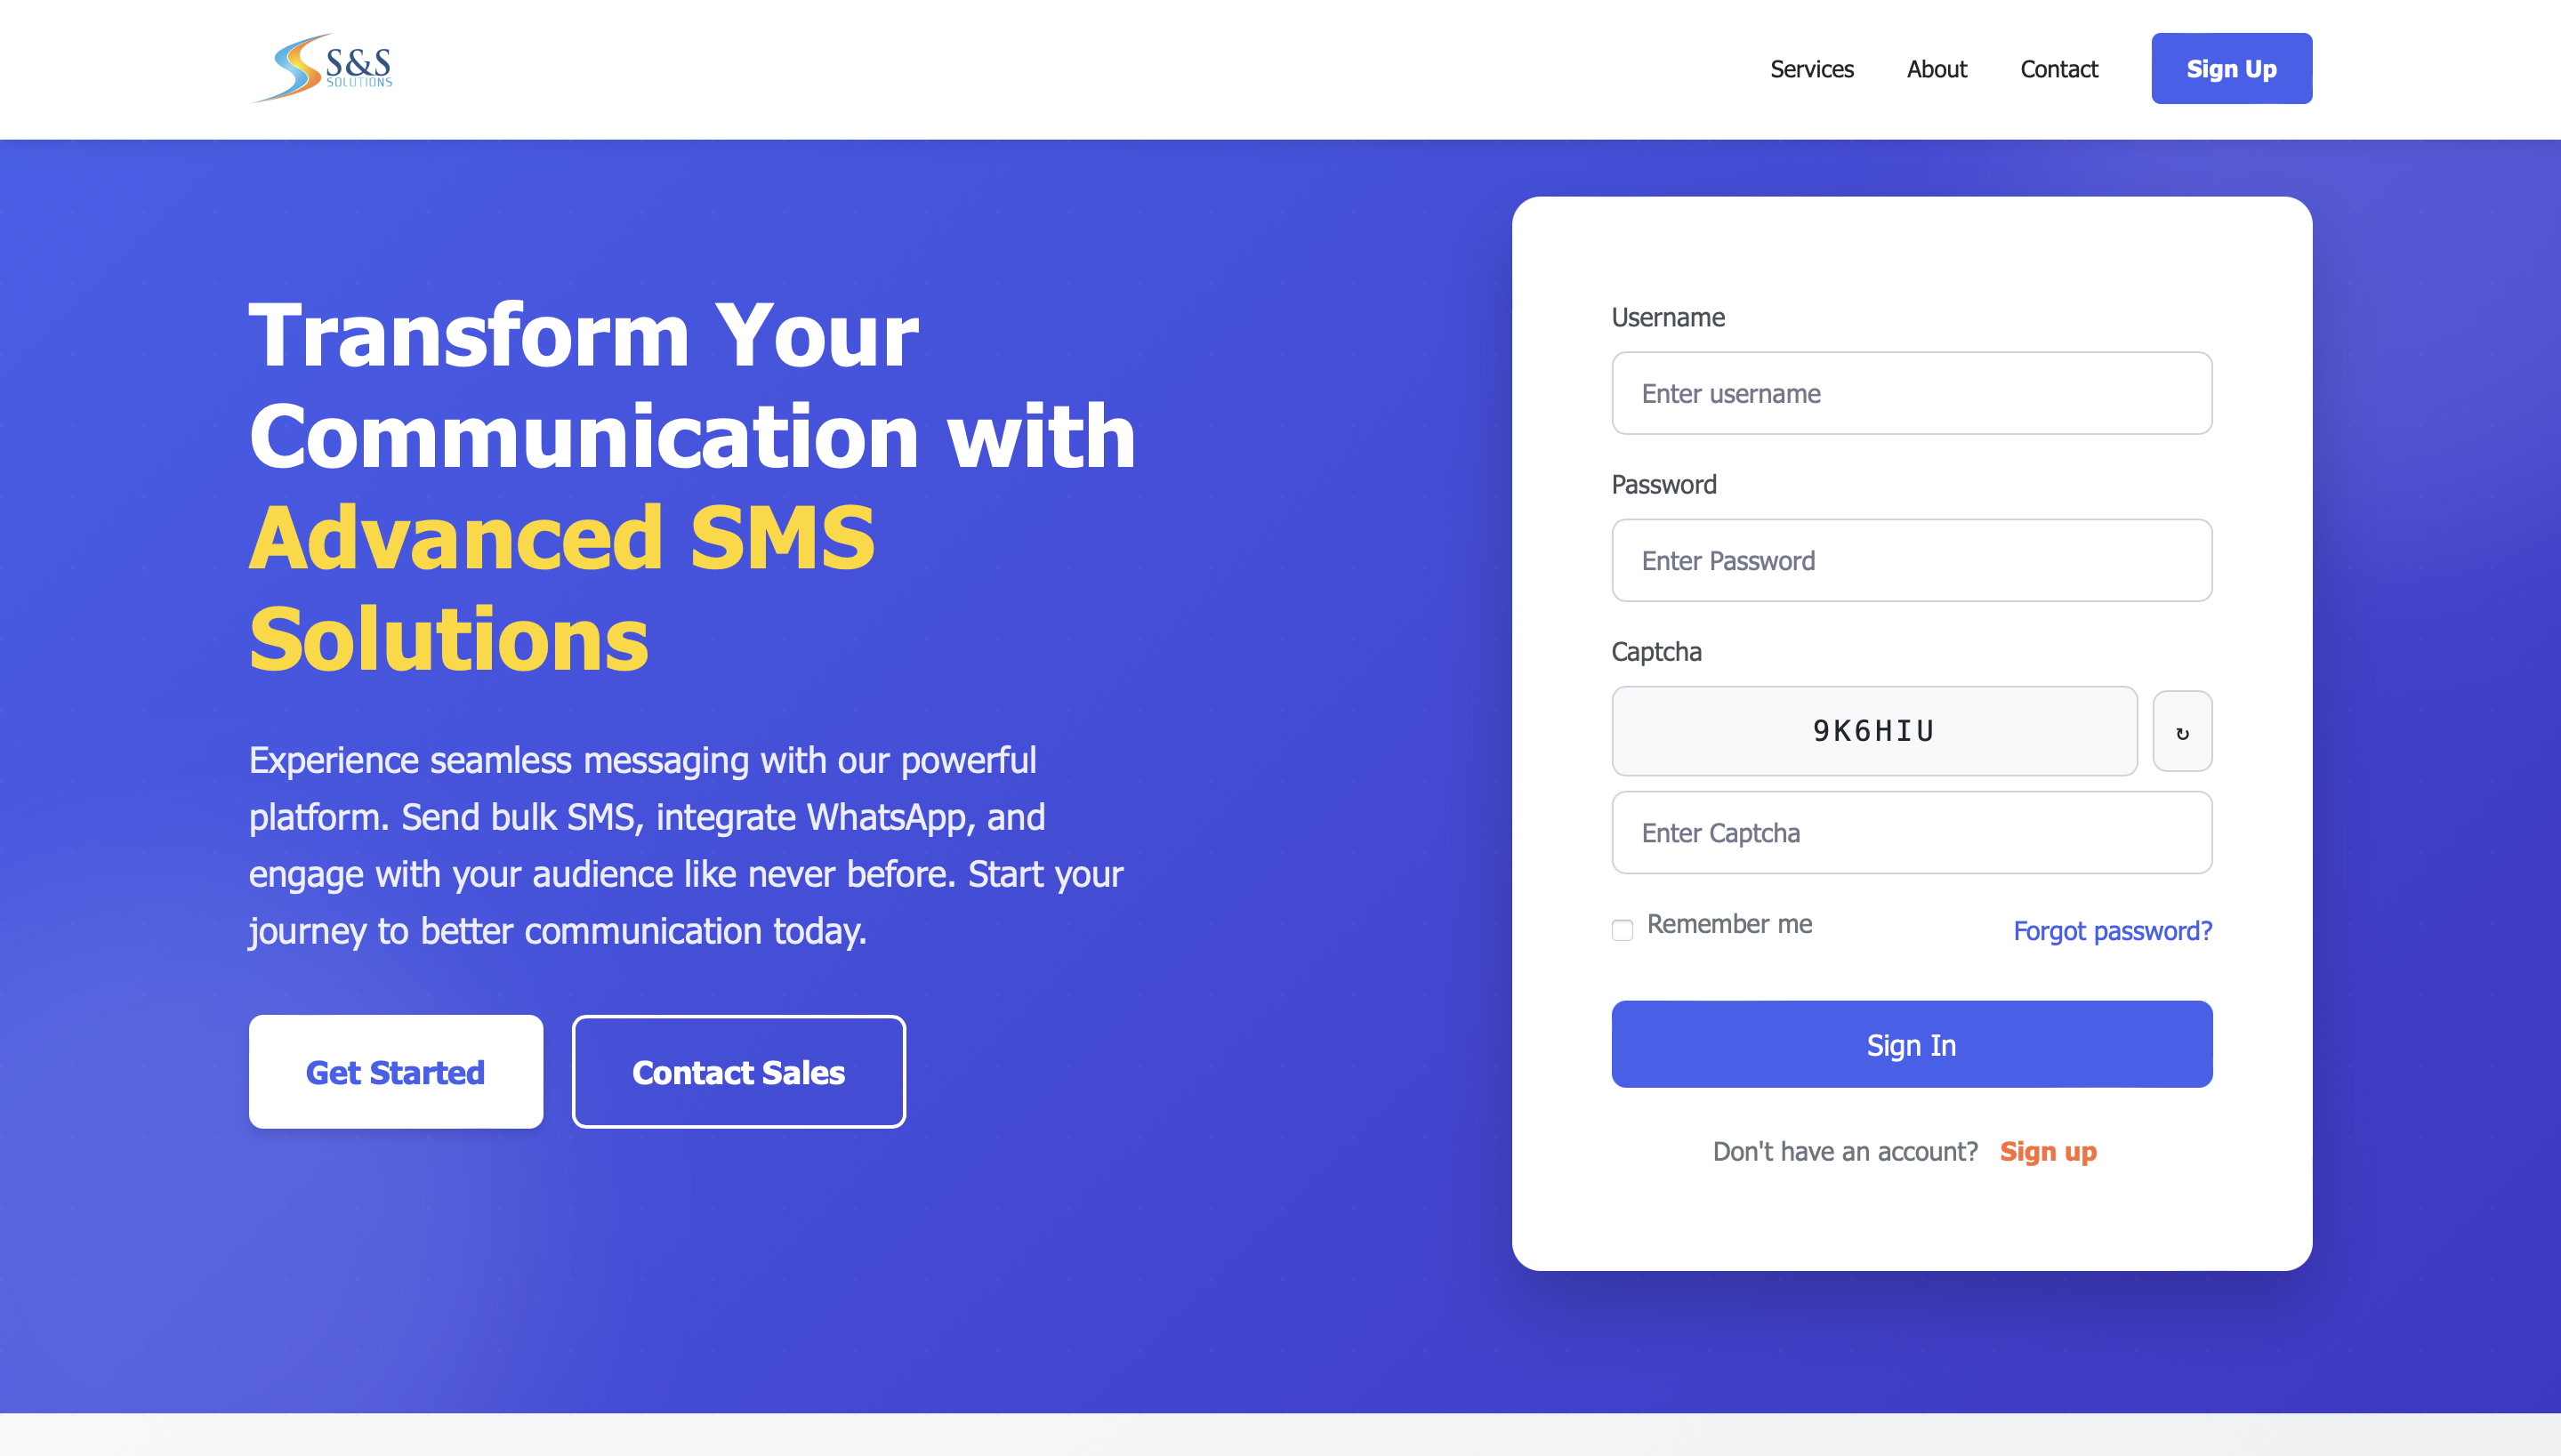 S&S
SOLUTIONS
Services
About
Contact
Sign Up
Transform Your
Communication with
Advanced SMS
Solutions
Experience seamless messaging with our powerful
platform. Send bulk SMS, integrate WhatsApp, and
engage with your audience like never before. Start your
journey to better communication today.
Get Started
Contact Sales
Username
Enter username
Password
Enter Password
Captcha
9K6HIU
↻
Enter Captcha
Remember me
Forgot password?
Sign In
Don't have an account? Sign up